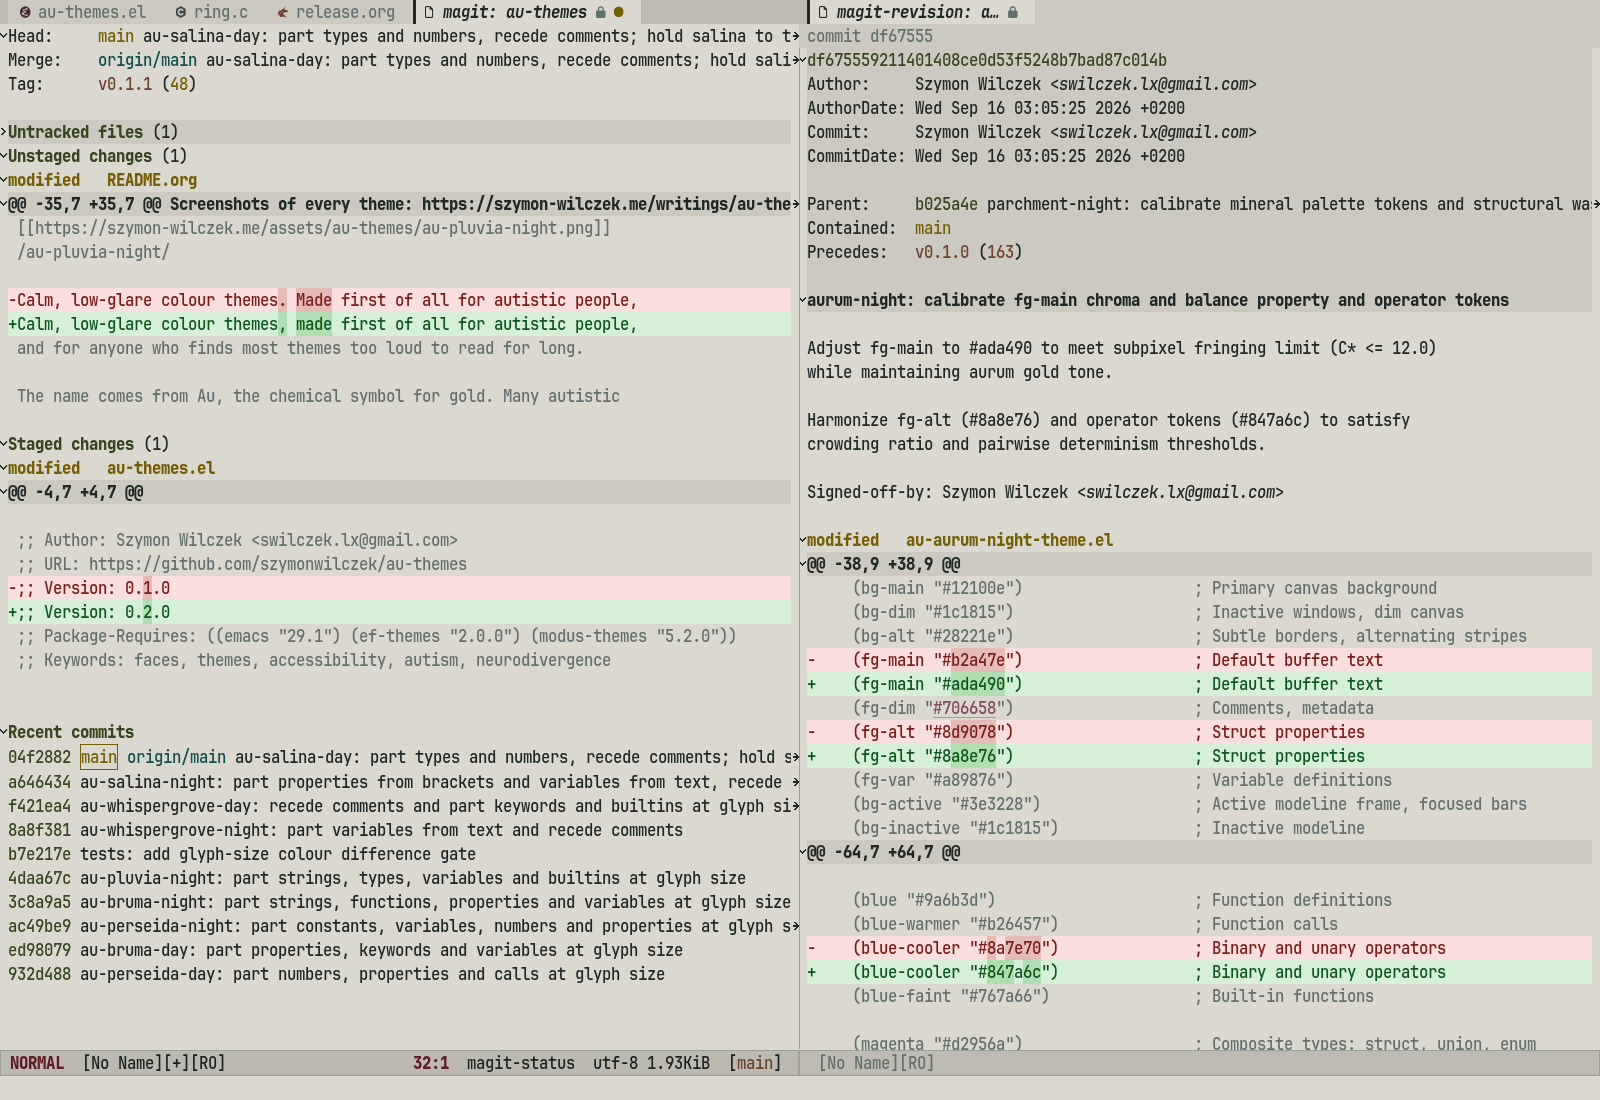 au-themes.el ring.c release.org magit: au-themes
Head: main au-salina-day: part types and numbers, recede comments; hold salina to t
Merge: origin/main au-salina-day: part types and numbers, recede comments; hold sali
Tag: v0.1.1 (48)
Untracked files (1)
Unstaged changes (1)
modified README.org
@@ -35,7 +35,7 @@ Screenshots of every theme: https://szymon-wilczek.me/writings/au-the
[[https://szymon-wilczek.me/assets/au-themes/au-pluvia-night.png]]
/au-pluvia-night/
-Calm, low-glare colour themes. Made first of all for autistic people,
+Calm, low-glare colour themes, made first of all for autistic people,
and for anyone who finds most themes too loud to read for long.
The name comes from Au, the chemical symbol for gold. Many autistic
Staged changes (1)
modified au-themes.el
@@ -4,7 +4,7 @@
;; Author: Szymon Wilczek <swilczek.lx@gmail.com>
;; URL: https://github.com/szymonwilczek/au-themes
-;; Version: 0.1.0
+;; Version: 0.2.0
;; Package-Requires: ((emacs "29.1") (ef-themes "2.0.0") (modus-themes "5.2.0"))
;; Keywords: faces, themes, accessibility, autism, neurodivergence
Recent commits
04f2882 main origin/main au-salina-day: part types and numbers, recede comments; hold s
a646434 au-salina-night: part properties from brackets and variables from text, recede
f421ea4 au-whispergrove-day: recede comments and part keywords and builtins at glyph si
8a8f381 au-whispergrove-night: part variables from text and recede comments
b7e217e tests: add glyph-size colour difference gate
4daa67c au-pluvia-night: part strings, types, variables and builtins at glyph size
3c8a9a5 au-bruma-night: part strings, functions, properties and variables at glyph size
ac49be9 au-perseida-night: part constants, variables, numbers and properties at glyph s
ed98079 au-bruma-day: part properties, keywords and variables at glyph size
932d488 au-perseida-day: part numbers, properties and calls at glyph size
NORMAL [No Name][+][RO] 32:1 magit-status utf-8 1.93KiB [main]
magit-revision: a…
commit df67555
df675559211401408ce0d53f5248b7bad87c014b
Author: Szymon Wilczek <swilczek.lx@gmail.com>
AuthorDate: Wed Sep 16 03:05:25 2026 +0200
Commit: Szymon Wilczek <swilczek.lx@gmail.com>
CommitDate: Wed Sep 16 03:05:25 2026 +0200
Parent: b025a4e parchment-night: calibrate mineral palette tokens and structural wa
Contained: main
Precedes: v0.1.0 (163)
aurum-night: calibrate fg-main chroma and balance property and operator tokens
Adjust fg-main to #ada490 to meet subpixel fringing limit (C* <= 12.0)
while maintaining aurum gold tone.
Harmonize fg-alt (#8a8e76) and operator tokens (#847a6c) to satisfy
crowding ratio and pairwise determinism thresholds.
Signed-off-by: Szymon Wilczek <swilczek.lx@gmail.com>
modified au-aurum-night-theme.el
@@ -38,9 +38,9 @@
(bg-main "#12100e") ; Primary canvas background
(bg-dim "#1c1815") ; Inactive windows, dim canvas
(bg-alt "#28221e") ; Subtle borders, alternating stripes
- (fg-main "#b2a47e") ; Default buffer text
+ (fg-main "#ada490") ; Default buffer text
(fg-dim "#706658") ; Comments, metadata
- (fg-alt "#8d9078") ; Struct properties
+ (fg-alt "#8a8e76") ; Struct properties
(fg-var "#a89876") ; Variable definitions
(bg-active "#3e3228") ; Active modeline frame, focused bars
(bg-inactive "#1c1815") ; Inactive modeline
@@ -64,7 +64,7 @@
(blue "#9a6b3d") ; Function definitions
(blue-warmer "#b26457") ; Function calls
- (blue-cooler "#8a7e70") ; Binary and unary operators
+ (blue-cooler "#847a6c") ; Binary and unary operators
(blue-faint "#767a66") ; Built-in functions
(magenta "#d2956a") ; Composite types: struct, union, enum
[No Name][RO]